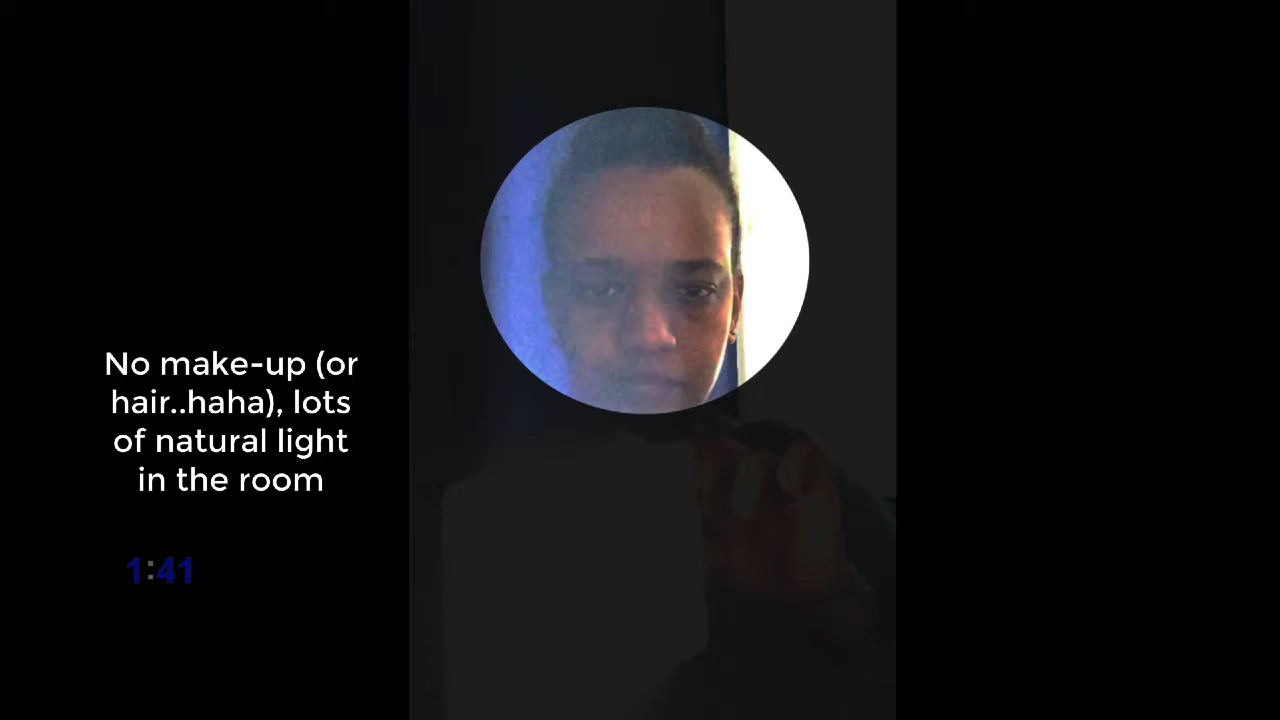 No make-up (or
hair..haha), lots
of natural light
in the room
1:41